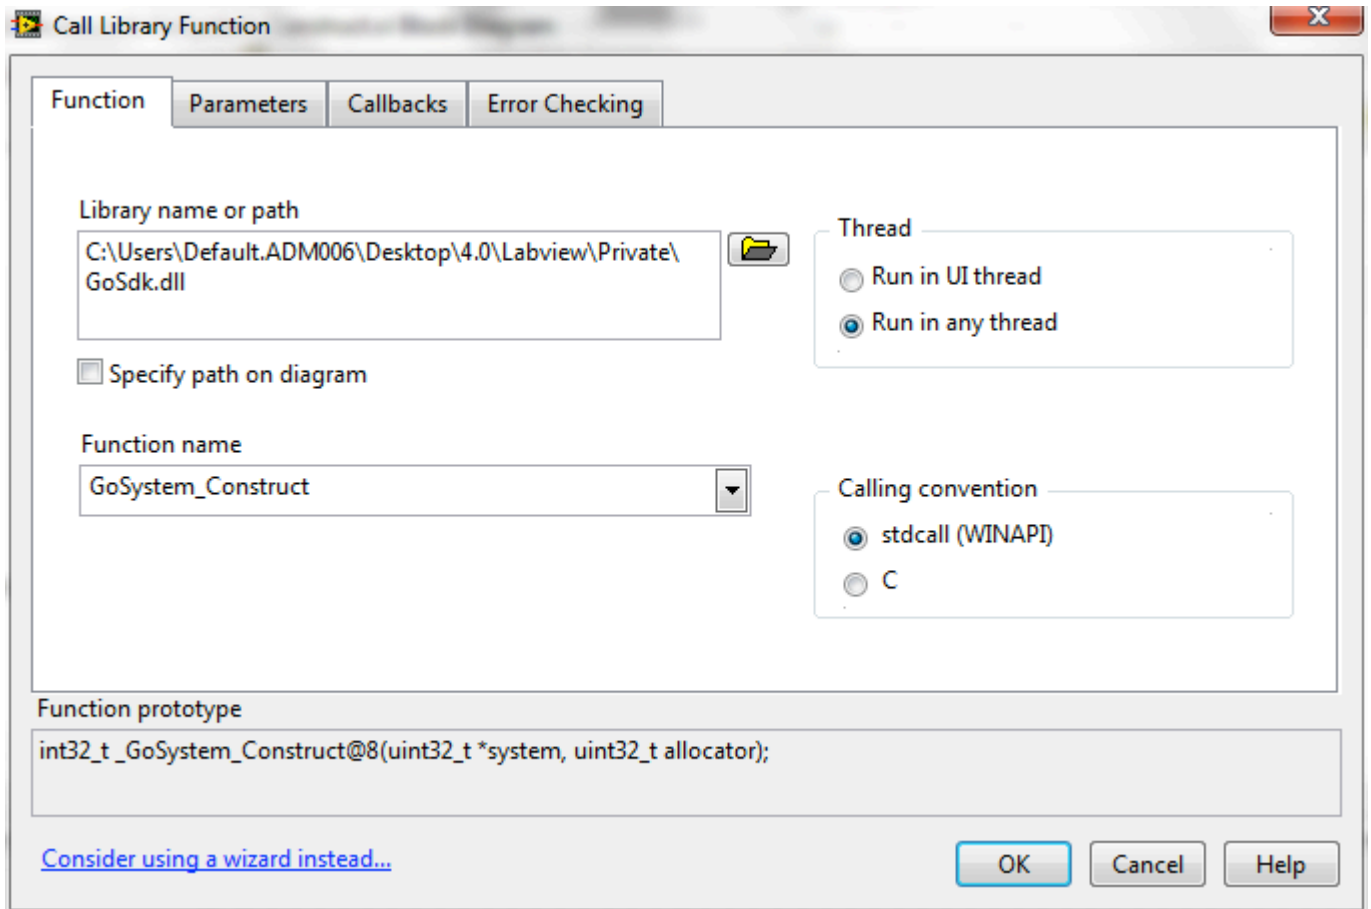 Call Library Function
Function
Parameters
Callbacks
Error Checking
Library name or path
C:\Users\Default.ADM006\Desktop\4.0\Labview\Private\
GoSdk.dll
Specify path on diagram
Function name
GoSystem_Construct
Thread
Run in UI thread
Run in any thread
Calling convention
stdcall (WINAPI)
C
Function prototype
int32_t _GoSystem_Construct@8(uint32_t *system, uint32_t allocator);
Consider using a wizard instead...
OK
Cancel
Help